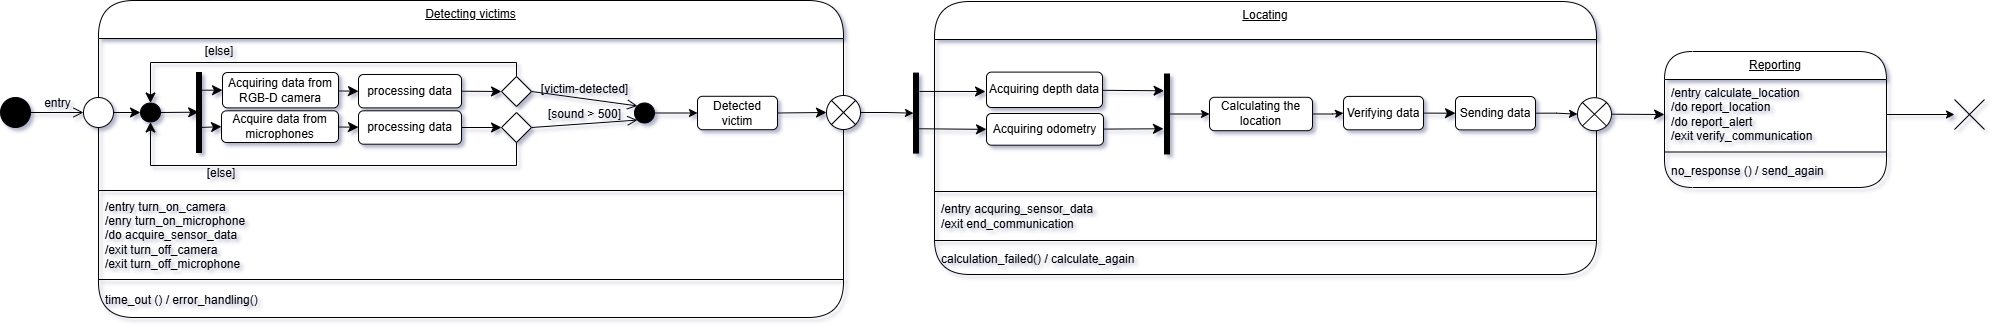 entry
Detecting victims
[else]
Acquiring data from
RGB-D camera
processing data
[victim-detected]
Acquire data from
microphones
processing data
[sound > 500]
[else]
Detected
victim
/entry turn_on_camera
/enry turn_on_microphone
/do acquire_sensor_data
/exit turn_off_camera
/exit turn_off_microphone
time_out () / error_handling()
Locating
Acquiring depth data
Acquiring odometry
Calculating the
location
Verifying data
Sending data
/entry acquring_sensor_data
/exit end_communication
calculation_failed() / calculate_again
Reporting
/entry calculate_location
/do report_location
/do report_alert
/exit verify_communication
no_response () / send_again